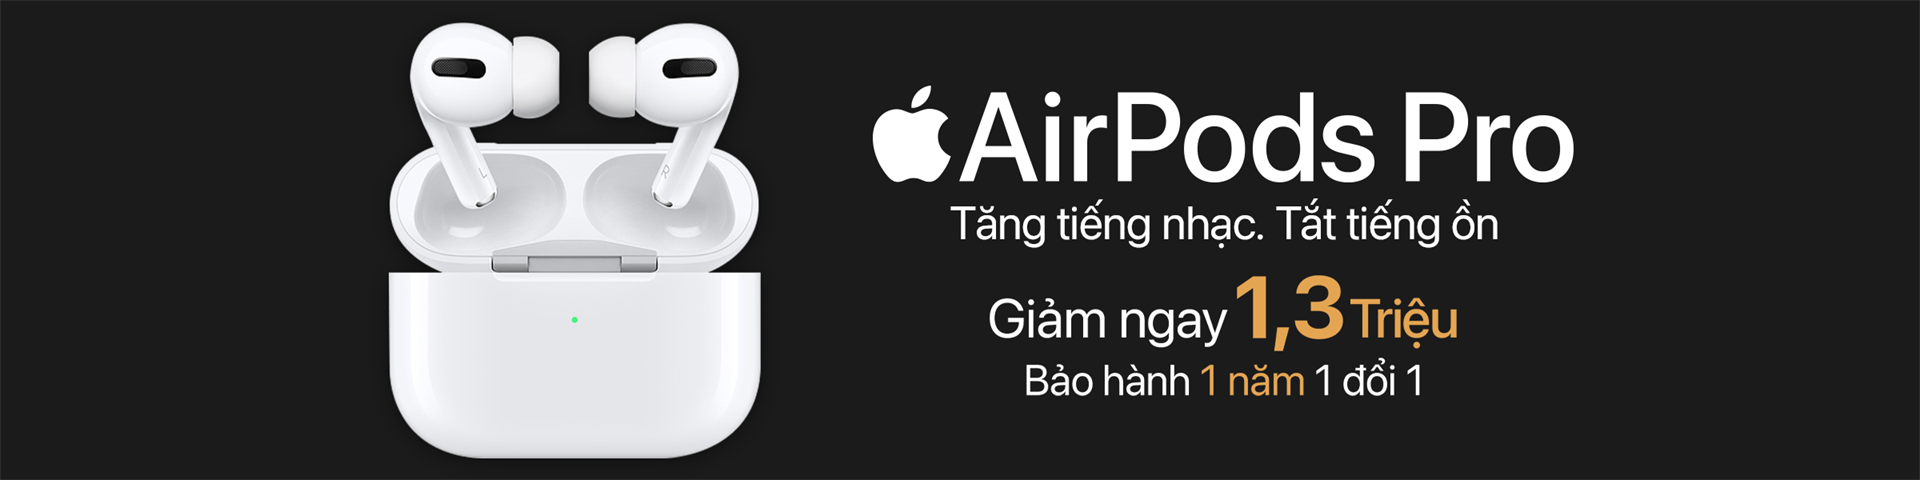 L R
AirPods Pro
Tăng tiếng nhạc. Tắt tiếng ồn
Giảm ngay 1,3 Triệu
Bảo hành 1 năm 1 đổi 1